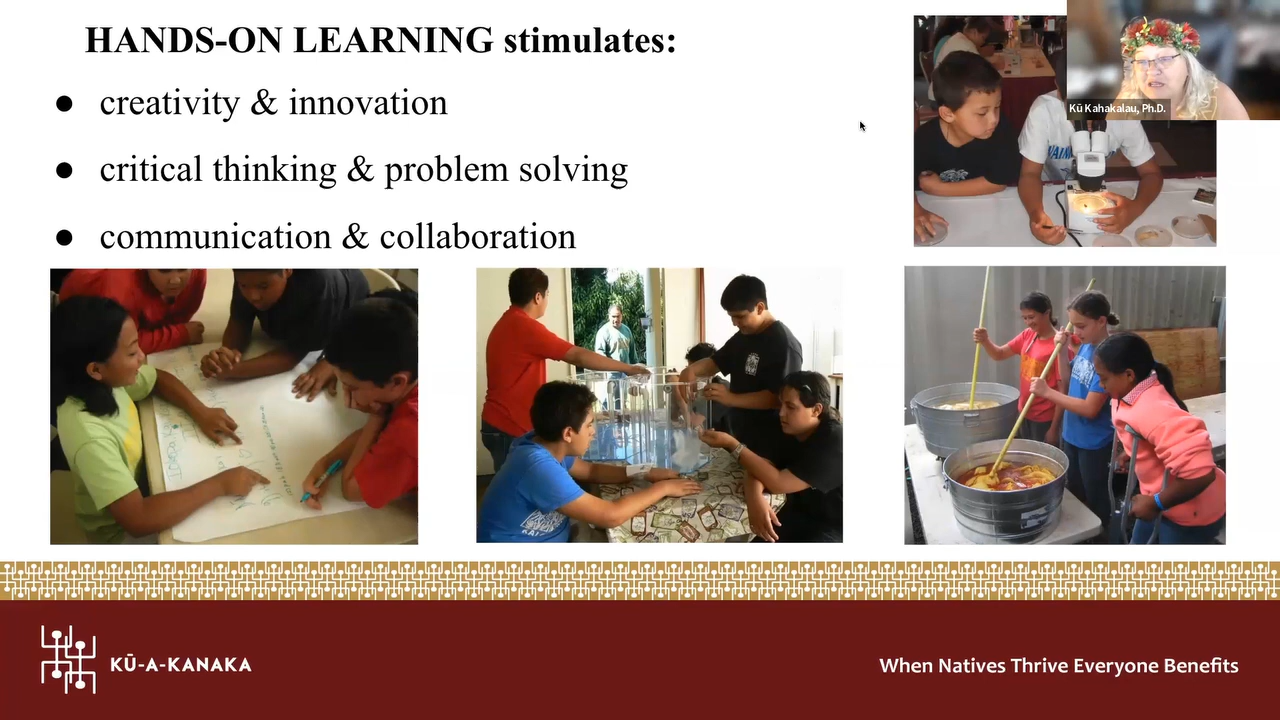 HANDS-ON LEARNING stimulates:
● creativity & innovation
● critical thinking & problem solving
● communication & collaboration
Kū Kahakalau, Ph.D.
KŪ-A-KANAKA
When Natives Thrive Everyone Benefits